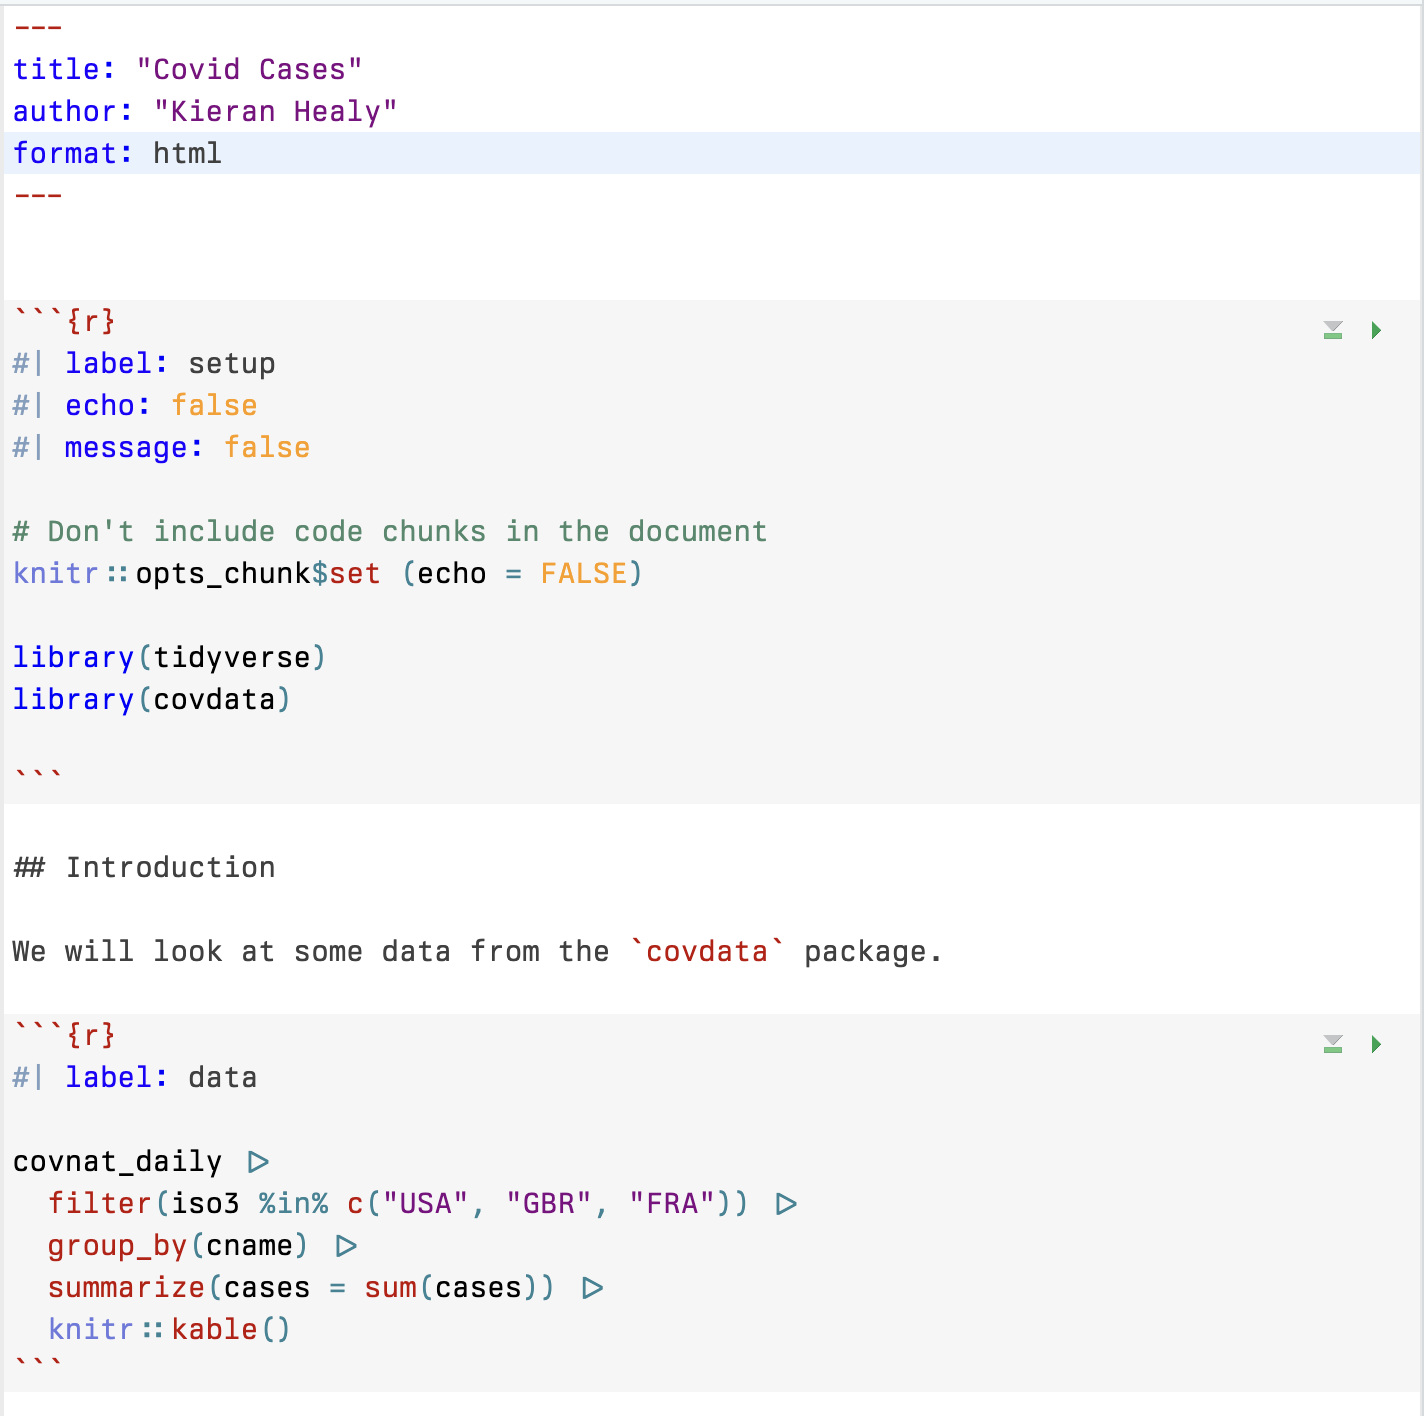 ---
title: "Covid Cases"
author: "Kieran Healy"
format: html
---
```{r}
#| label: setup
#| echo: false
#| message: false
# Don't include code chunks in the document
knitr::opts_chunk$set (echo = FALSE)
library(tidyverse)
library(covdata)
```
## Introduction
We will look at some data from the `covdata` package.
```{r}
#| label: data
covnat_daily |>
  filter(iso3 %in% c("USA", "GBR", "FRA")) |>
  group_by(cname) |>
  summarize(cases = sum(cases)) |>
  knitr::kable()
```